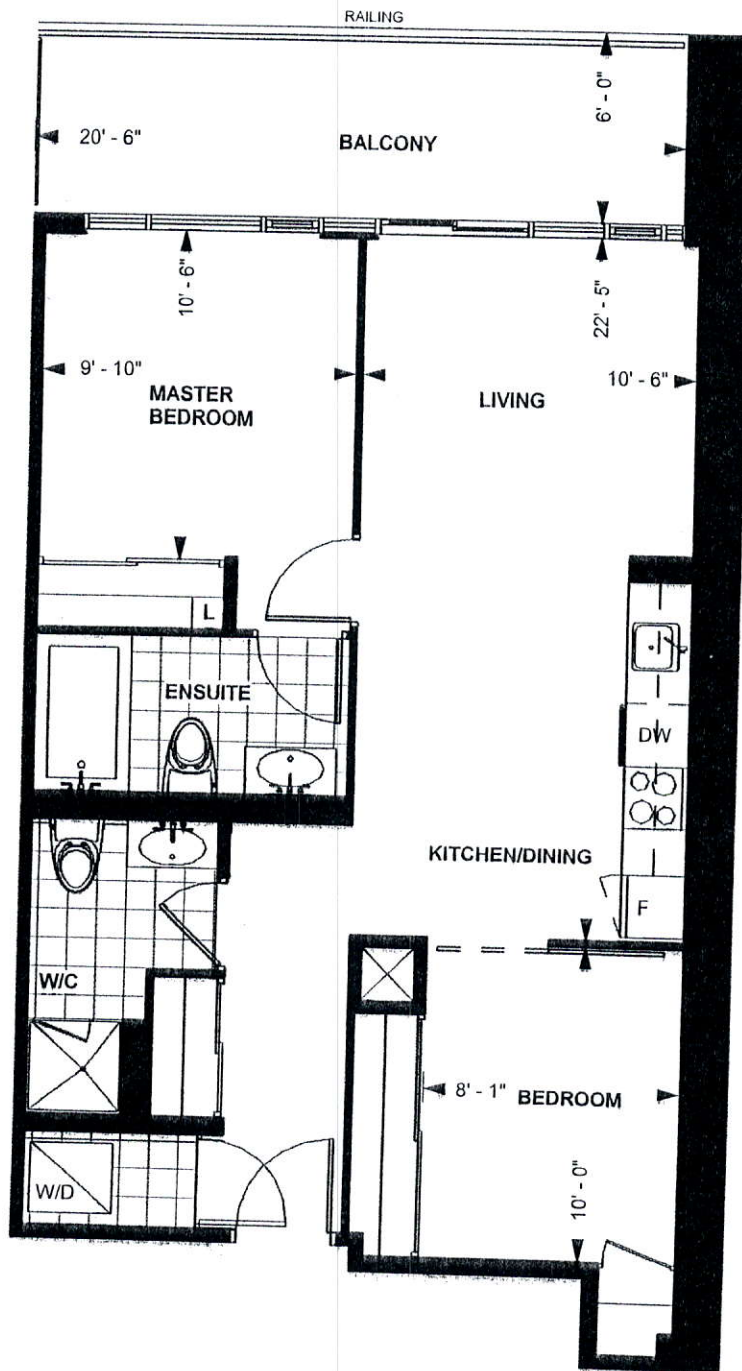 RAILING
6' - 0"
20' - 6"
BALCONY
10' - 6"
22' - 5"
9' - 10"
10' - 6"
MASTER
BEDROOM
LIVING
L
ENSUITE
DW
KITCHEN/DINING
F
W/C
8' - 1"
BEDROOM
W/D
10' - 0"